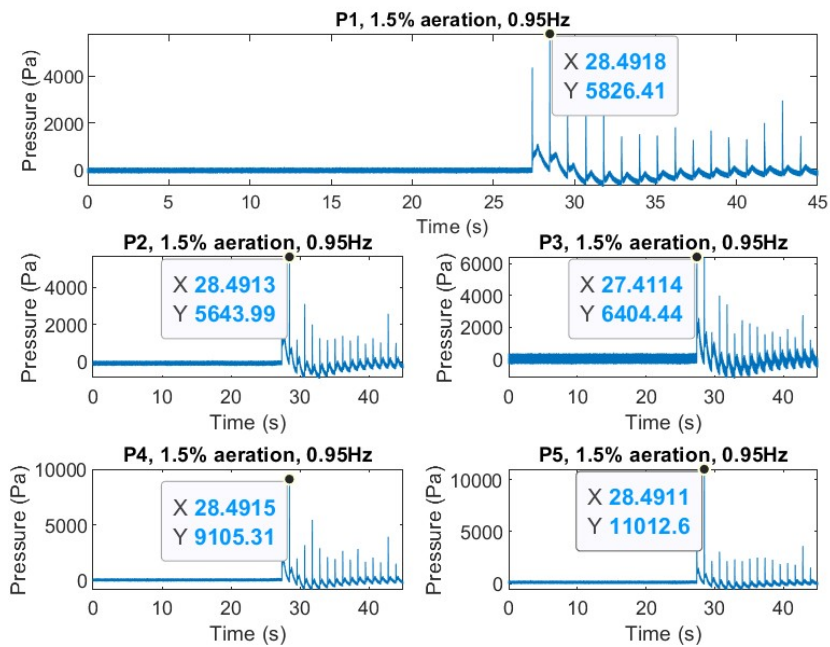 P1, 1.5% aeration, 0.95Hz
Pressure (Pa)
4000
2000
0
X 28.4918
Y 5826.41
0 5 10 15 20 25 30 35 40 45
Time (s)
P2, 1.5% aeration, 0.95Hz
Pressure (Pa)
4000
2000
0
X 28.4913
Y 5643.99
0 10 20 30 40
Time (s)
P3, 1.5% aeration, 0.95Hz
Pressure (Pa)
6000
4000
2000
0
X 27.4114
Y 6404.44
0 10 20 30 40
Time (s)
P4, 1.5% aeration, 0.95Hz
Pressure (Pa)
10000
5000
0
X 28.4915
Y 9105.31
0 10 20 30 40
Time (s)
P5, 1.5% aeration, 0.95Hz
Pressure (Pa)
10000
5000
0
X 28.4911
Y 11012.6
0 10 20 30 40
Time (s)